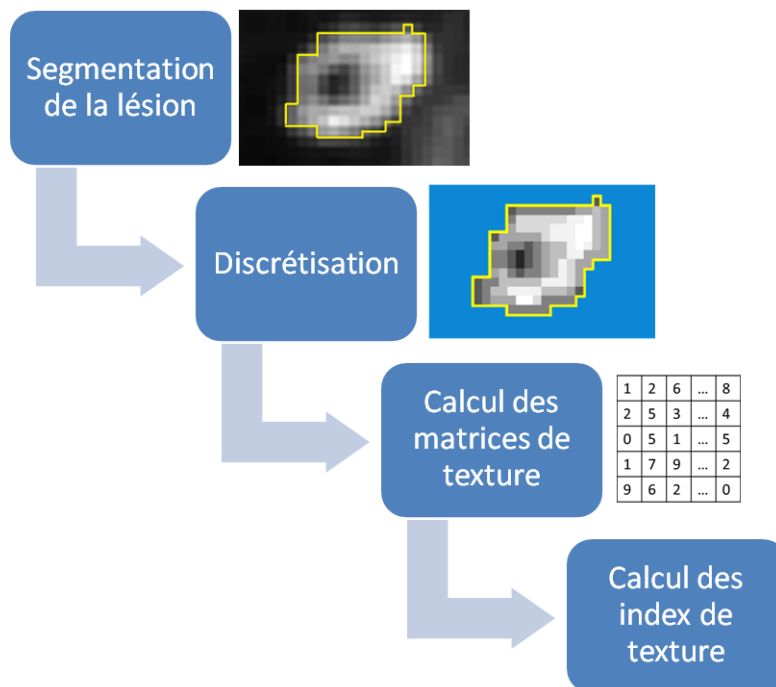 Segmentation
de la lésion
Discrétisation
Calcul des
matrices de
texture
1 2 6 ... 8
2 5 3 ... 4
0 5 1 ... 5
1 7 9 ... 2
9 6 2 ... 0
Calcul des
index de
texture